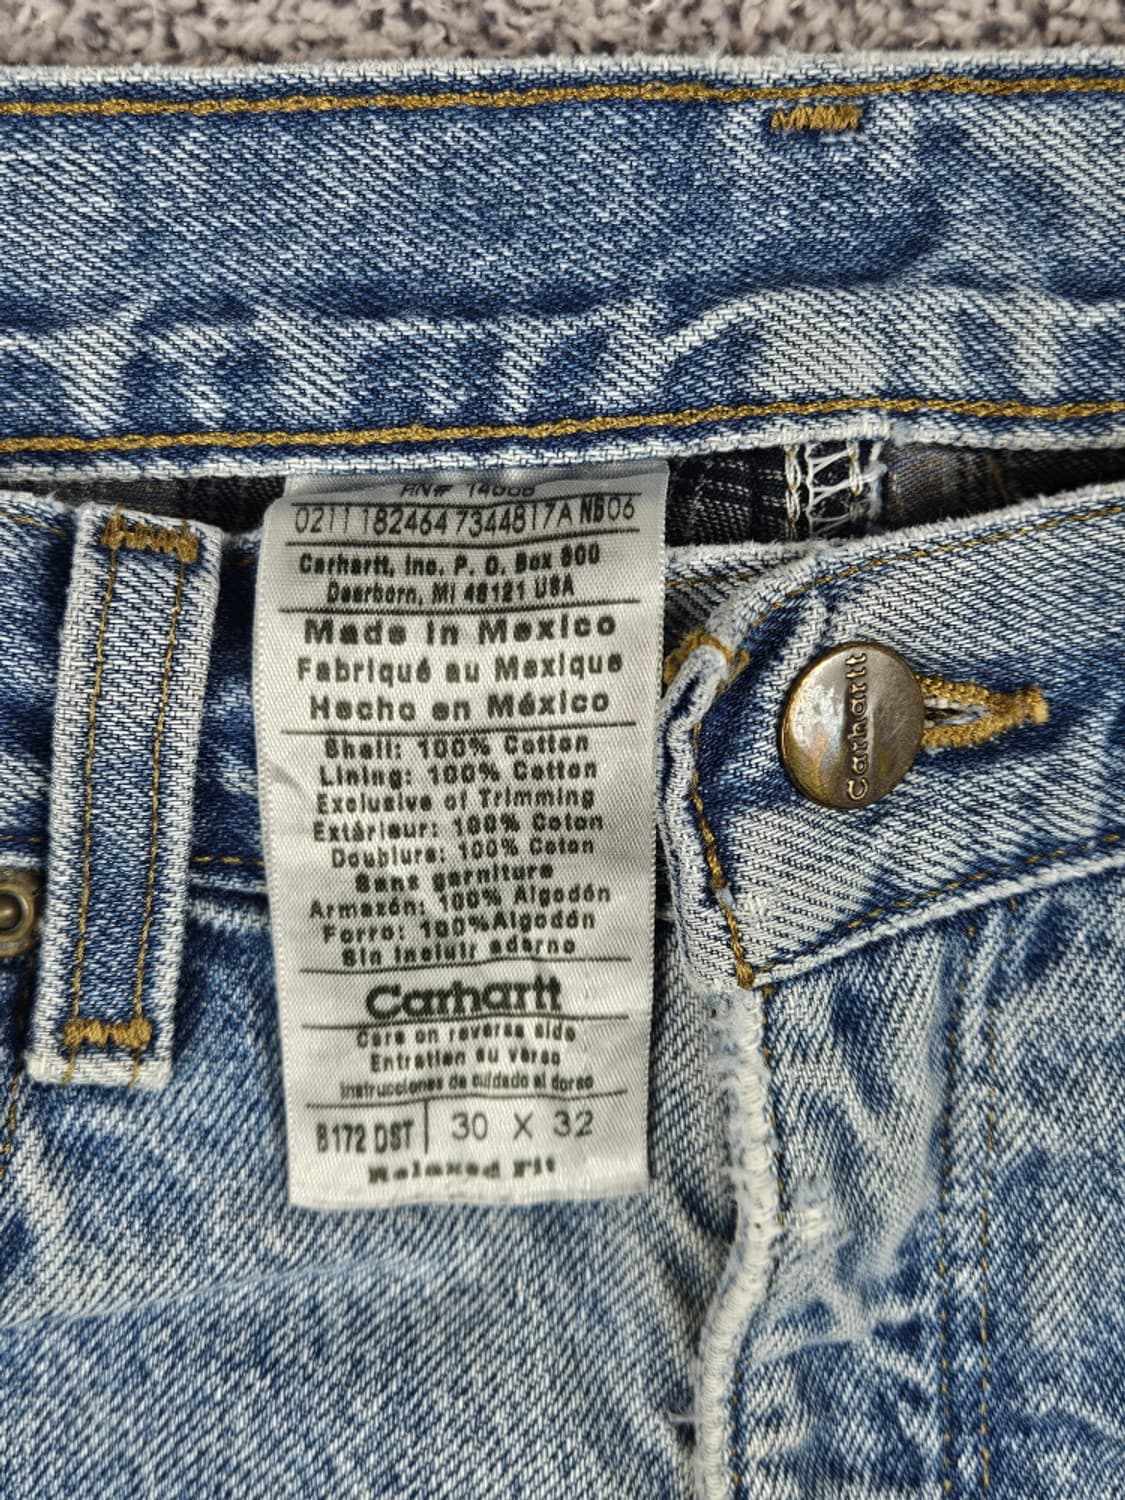 RN# 14806
0211182464 7344817A NB06
Carhartt, Inc. P. O. Box 600
Dearborn, MI 48121 USA
Made in Mexico
Fabriqué au Mexique
Hecho en México
Shell: 100% Cotton
Lining: 100% Cotton
Exclusive of Trimming
Extérieur: 100% Coton
Doublure: 100% Coton
Sans garniture
Armazón: 100% Algodón
Forro: 100%Algodón
Sin incluir adorno
Carhartt
Care on reverse side
Entretien au verso
Instrucciones de cuidado al dorso
B172 DST 30 X 32
Relaxed Fit
Carhartt